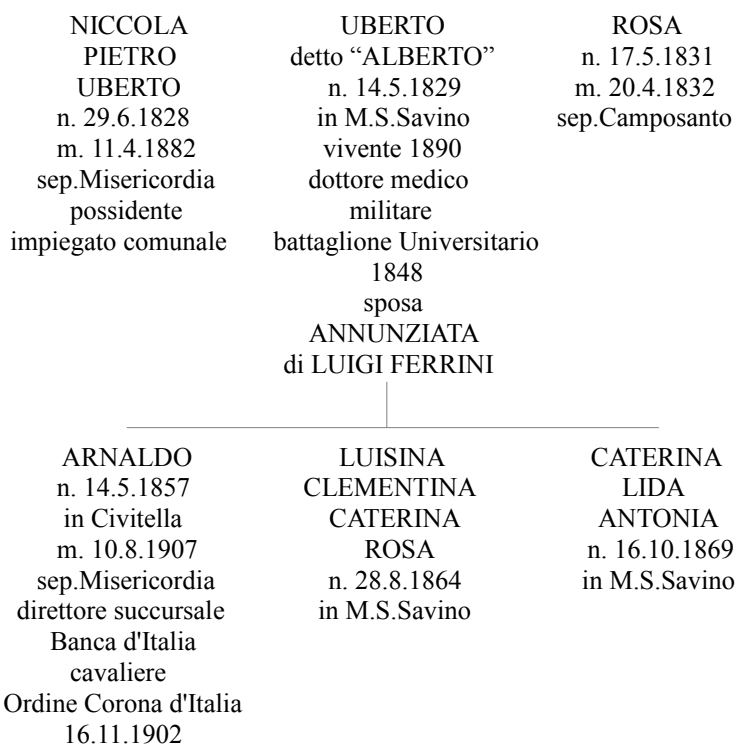 NICCOLA
PIETRO
UBERTO
n. 29.6.1828
m. 11.4.1882
sep.Misericordia
possidente
impiegato comunale
UBERTO
detto “ALBERTO”
n. 14.5.1829
in M.S.Savino
vivente 1890
dottore medico
militare
battaglione Universitario
1848
sposa
ANNUNZIATA
di LUIGI FERRINI
ROSA
n. 17.5.1831
m. 20.4.1832
sep.Camposanto
ARNALDO
n. 14.5.1857
in Civitella
m. 10.8.1907
sep.Misericordia
direttore succursale
Banca d'Italia
cavaliere
Ordine Corona d'Italia
16.11.1902
LUISINA
CLEMENTINA
CATERINA
ROSA
n. 28.8.1864
in M.S.Savino
CATERINA
LIDA
ANTONIA
n. 16.10.1869
in M.S.Savino